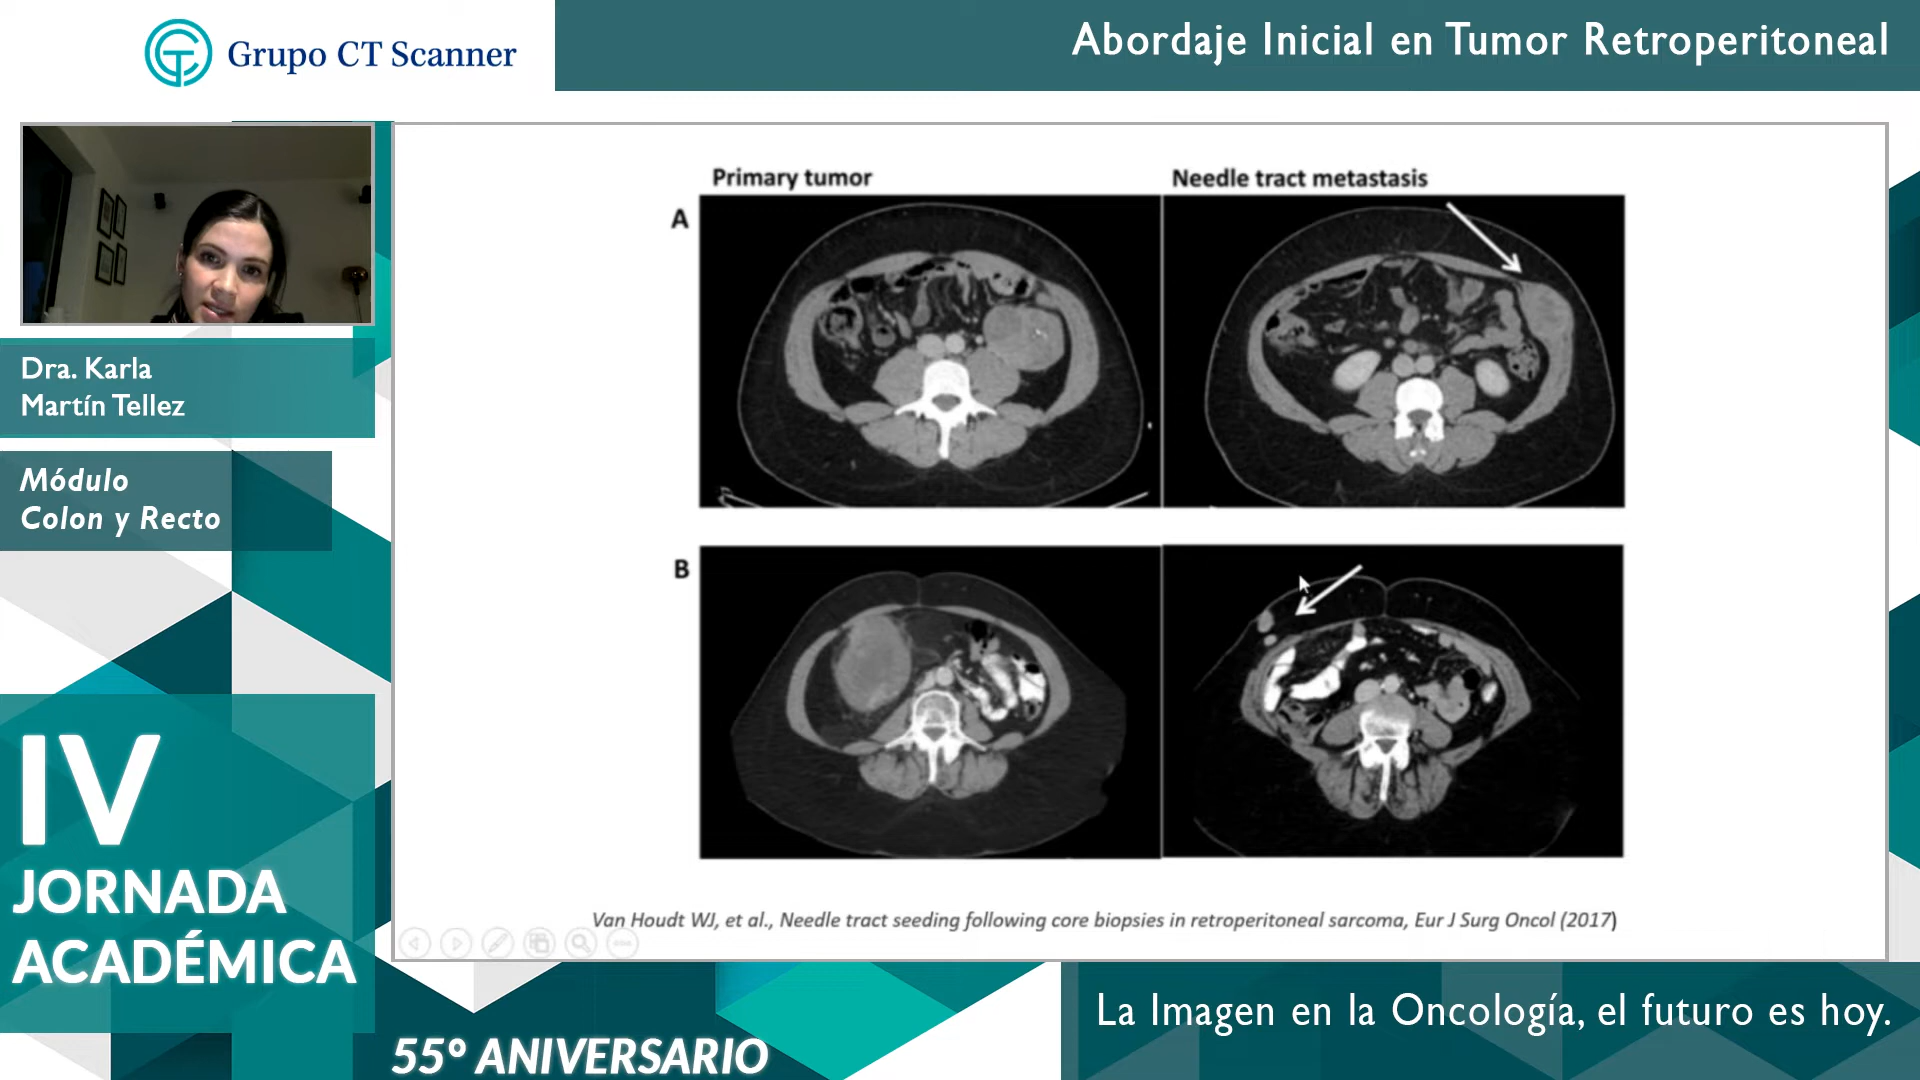 Grupo CT Scanner
Abordaje Inicial en Tumor Retroperitoneal
Dra. Karla
Martín Tellez
Módulo
Colon y Recto
IV
JORNADA
ACADÉMICA
55º ANIVERSARIO
Primary tumor
Needle tract metastasis
A
B
Van Houdt WJ, et al., Needle tract seeding following core biopsies in retroperitoneal sarcoma, Eur J Surg Oncol (2017)
La Imagen en la Oncología, el futuro es hoy.